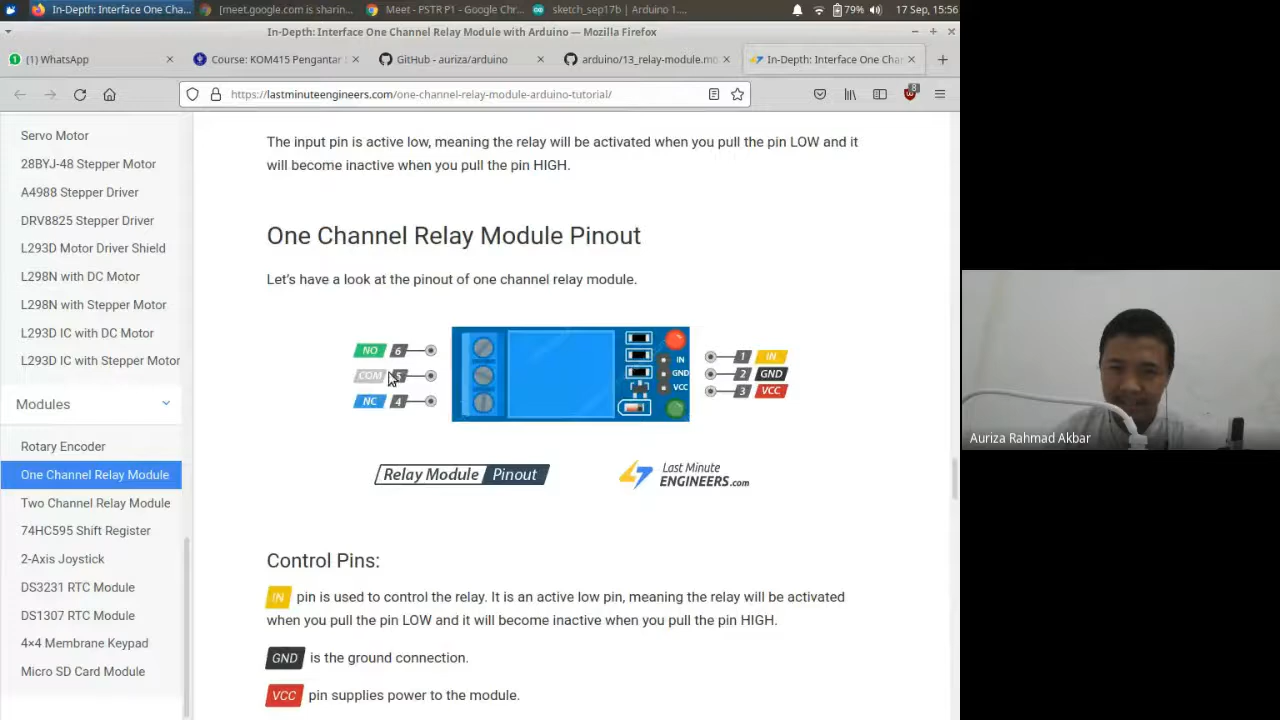 In-Depth: Interface One Cha...
[meet.google.com is sharin...
Meet - PSTR P1 - Google Chr...
sketch_sep17b | Arduino 1....
79%
17 Sep, 15:56
In-Depth: Interface One Channel Relay Module with Arduino — Mozilla Firefox
(1) WhatsApp
Course: KOM415 Pengantar
GitHub - auriza/arduino
arduino/13_relay-module.md
In-Depth: Interface One Char
https://lastminuteengineers.com/one-channel-relay-module-arduino-tutorial/
Servo Motor
28BYJ-48 Stepper Motor
A4988 Stepper Driver
DRV8825 Stepper Driver
L293D Motor Driver Shield
L298N with DC Motor
L298N with Stepper Motor
L293D IC with DC Motor
L293D IC with Stepper Motor
Modules
Rotary Encoder
One Channel Relay Module
Two Channel Relay Module
74HC595 Shift Register
2-Axis Joystick
DS3231 RTC Module
DS1307 RTC Module
4×4 Membrane Keypad
Micro SD Card Module
The input pin is active low, meaning the relay will be activated when you pull the pin LOW and it
will become inactive when you pull the pin HIGH.
One Channel Relay Module Pinout
Let's have a look at the pinout of one channel relay module.
NO 6
COM 5
NC 4
IN
GND
VCC
1 IN
2 GND
3 VCC
Relay Module Pinout
Last Minute
ENGINEERS.com
Control Pins:
IN pin is used to control the relay. It is an active low pin, meaning the relay will be activated
when you pull the pin LOW and it will become inactive when you pull the pin HIGH.
GND is the ground connection.
VCC pin supplies power to the module.
Auriza Rahmad Akbar